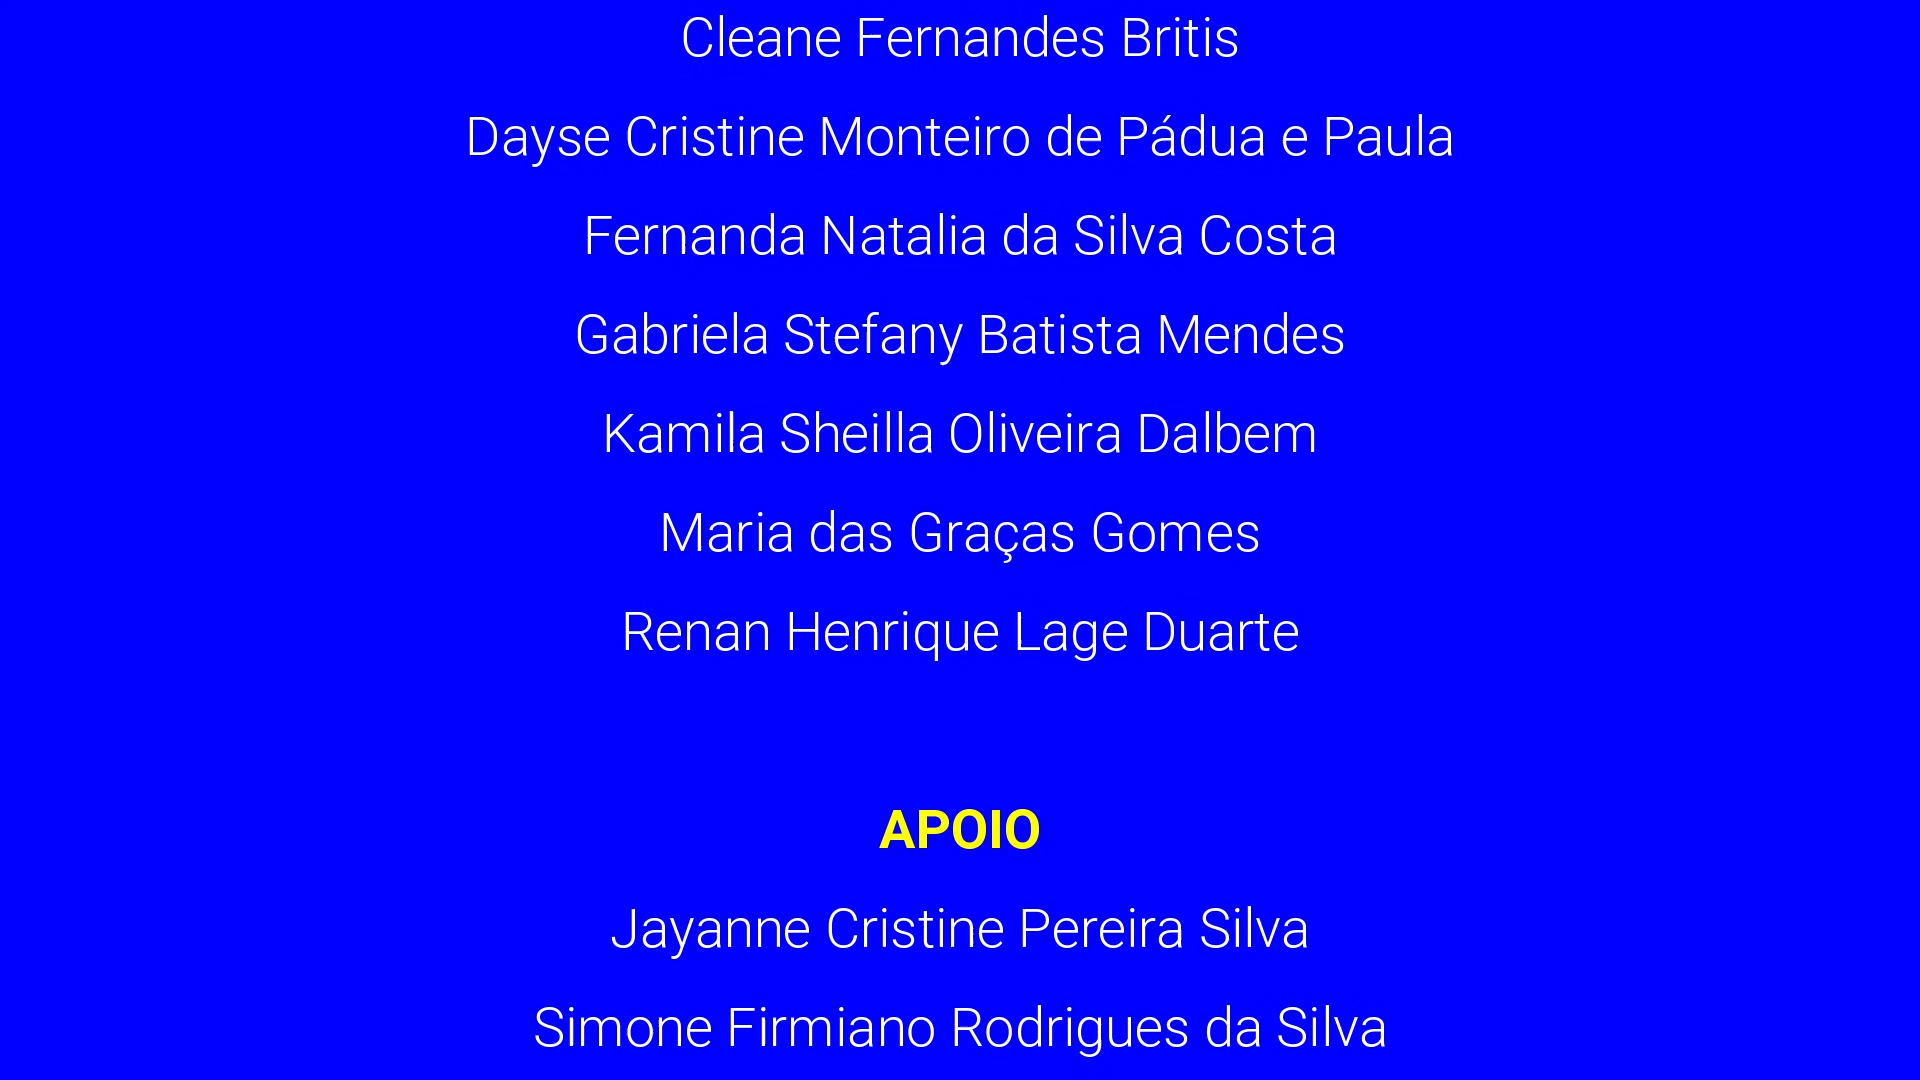 Cleane Fernandes Britis
Dayse Cristine Monteiro de Pádua e Paula
Fernanda Natalia da Silva Costa
Gabriela Stefany Batista Mendes
Kamila Sheilla Oliveira Dalbem
Maria das Graças Gomes
Renan Henrique Lage Duarte
APOIO
Jayanne Cristine Pereira Silva
Simone Firmiano Rodrigues da Silva